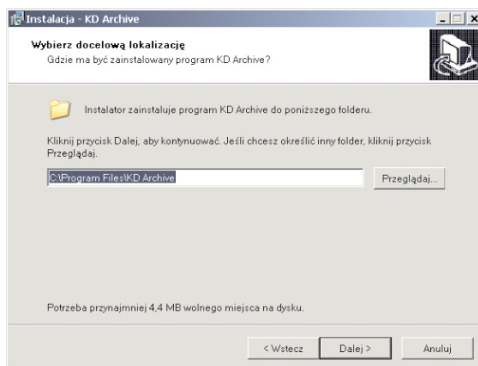 Instalacja - KD Archive
Wybierz docelową lokalizację
Gdzie ma być zainstalowany program KD Archive?
Instalator zainstaluje program KD Archive do poniższego folderu.
Kliknij przycisk Dalej, aby kontynuować. Jeśli chcesz określić inny folder, kliknij przycisk
Przeglądaj.
C:\Program Files\KD Archive
Przeglądaj...
Potrzeba przynajmniej 4,4 MB wolnego miejsca na dysku.
< Wstecz
Dalej >
Anuluj